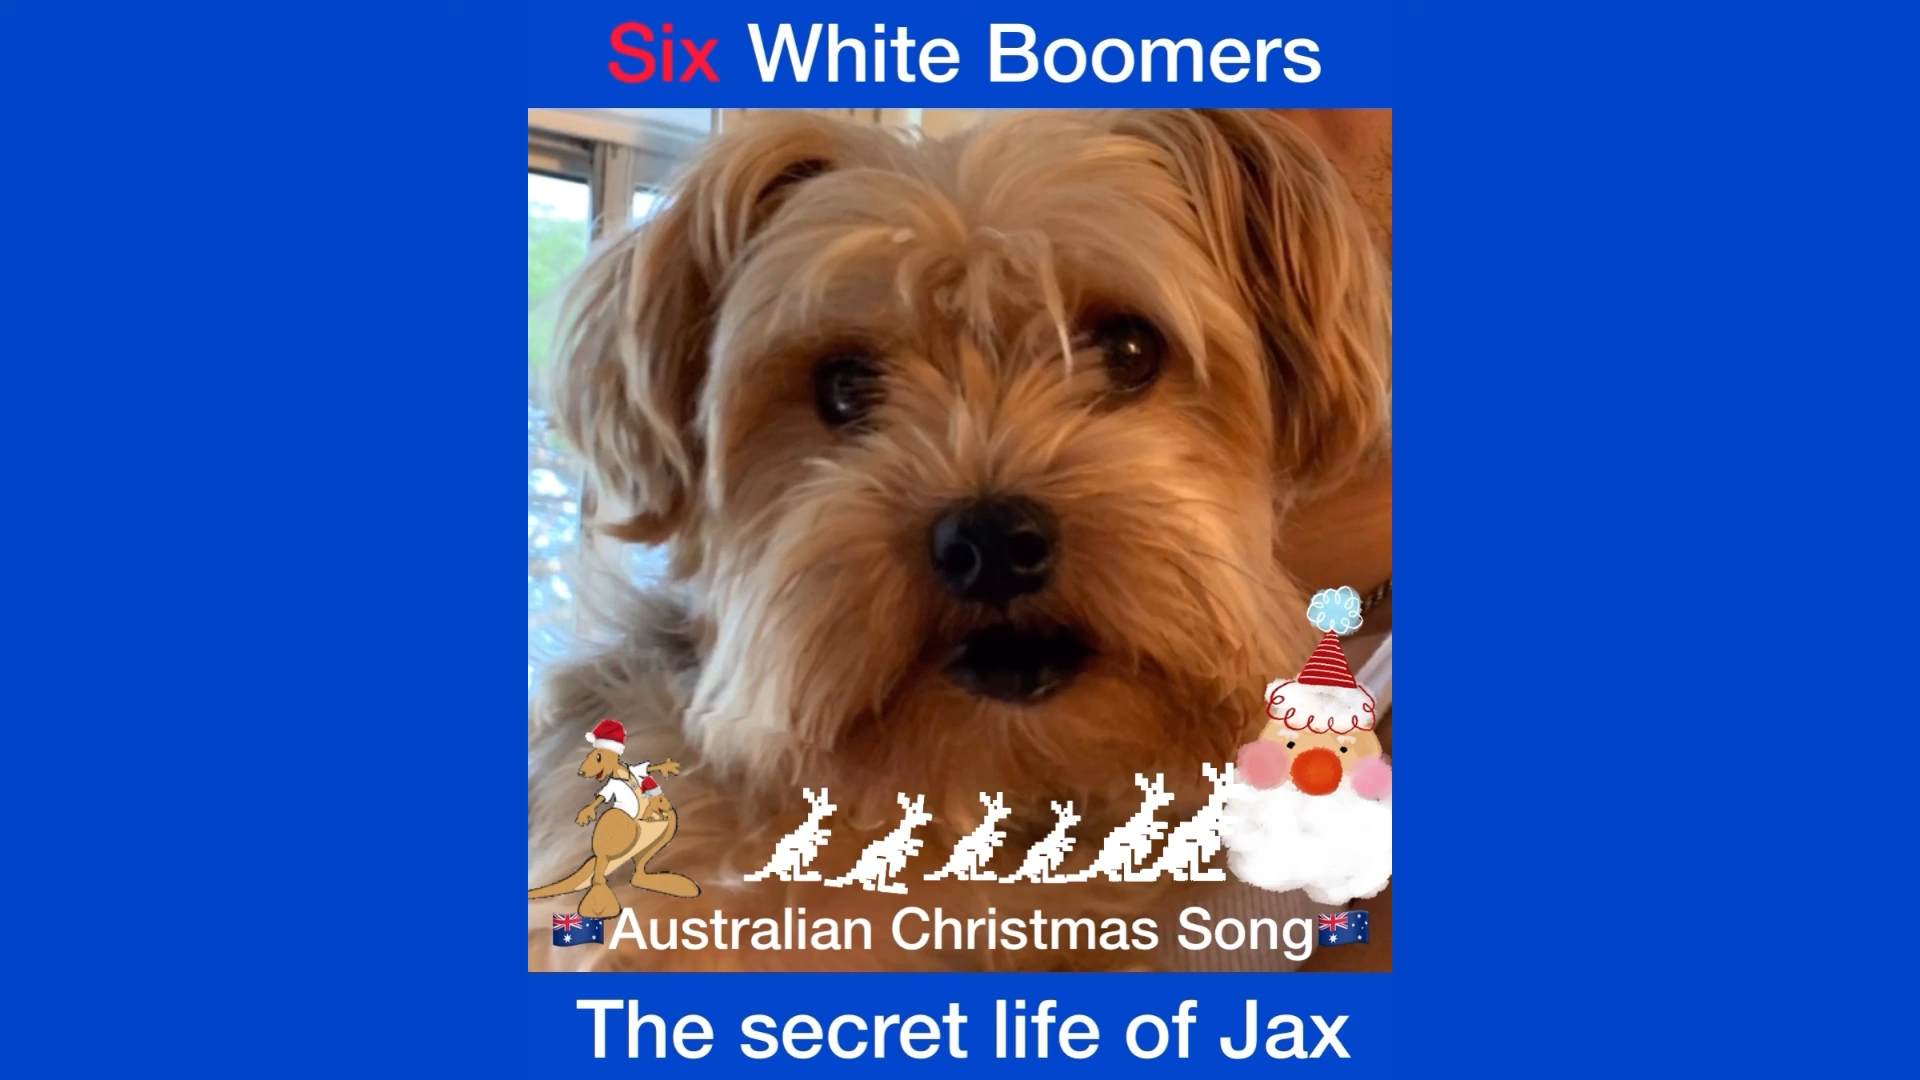 Six White Boomers
🇦🇺Australian Christmas Song🇦🇺
The secret life of Jax